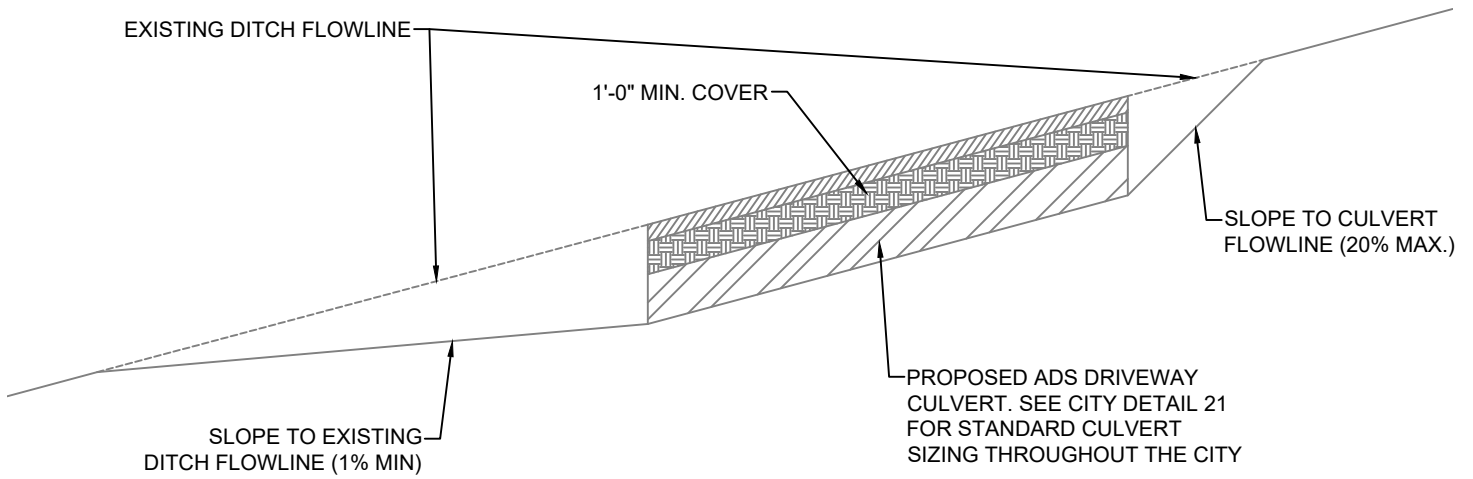 EXISTING DITCH FLOWLINE
1'-0" MIN. COVER
SLOPE TO CULVERT
FLOWLINE (20% MAX.)
PROPOSED ADS DRIVEWAY
CULVERT. SEE CITY DETAIL 21
FOR STANDARD CULVERT
SIZING THROUGHOUT THE CITY
SLOPE TO EXISTING
DITCH FLOWLINE (1% MIN)